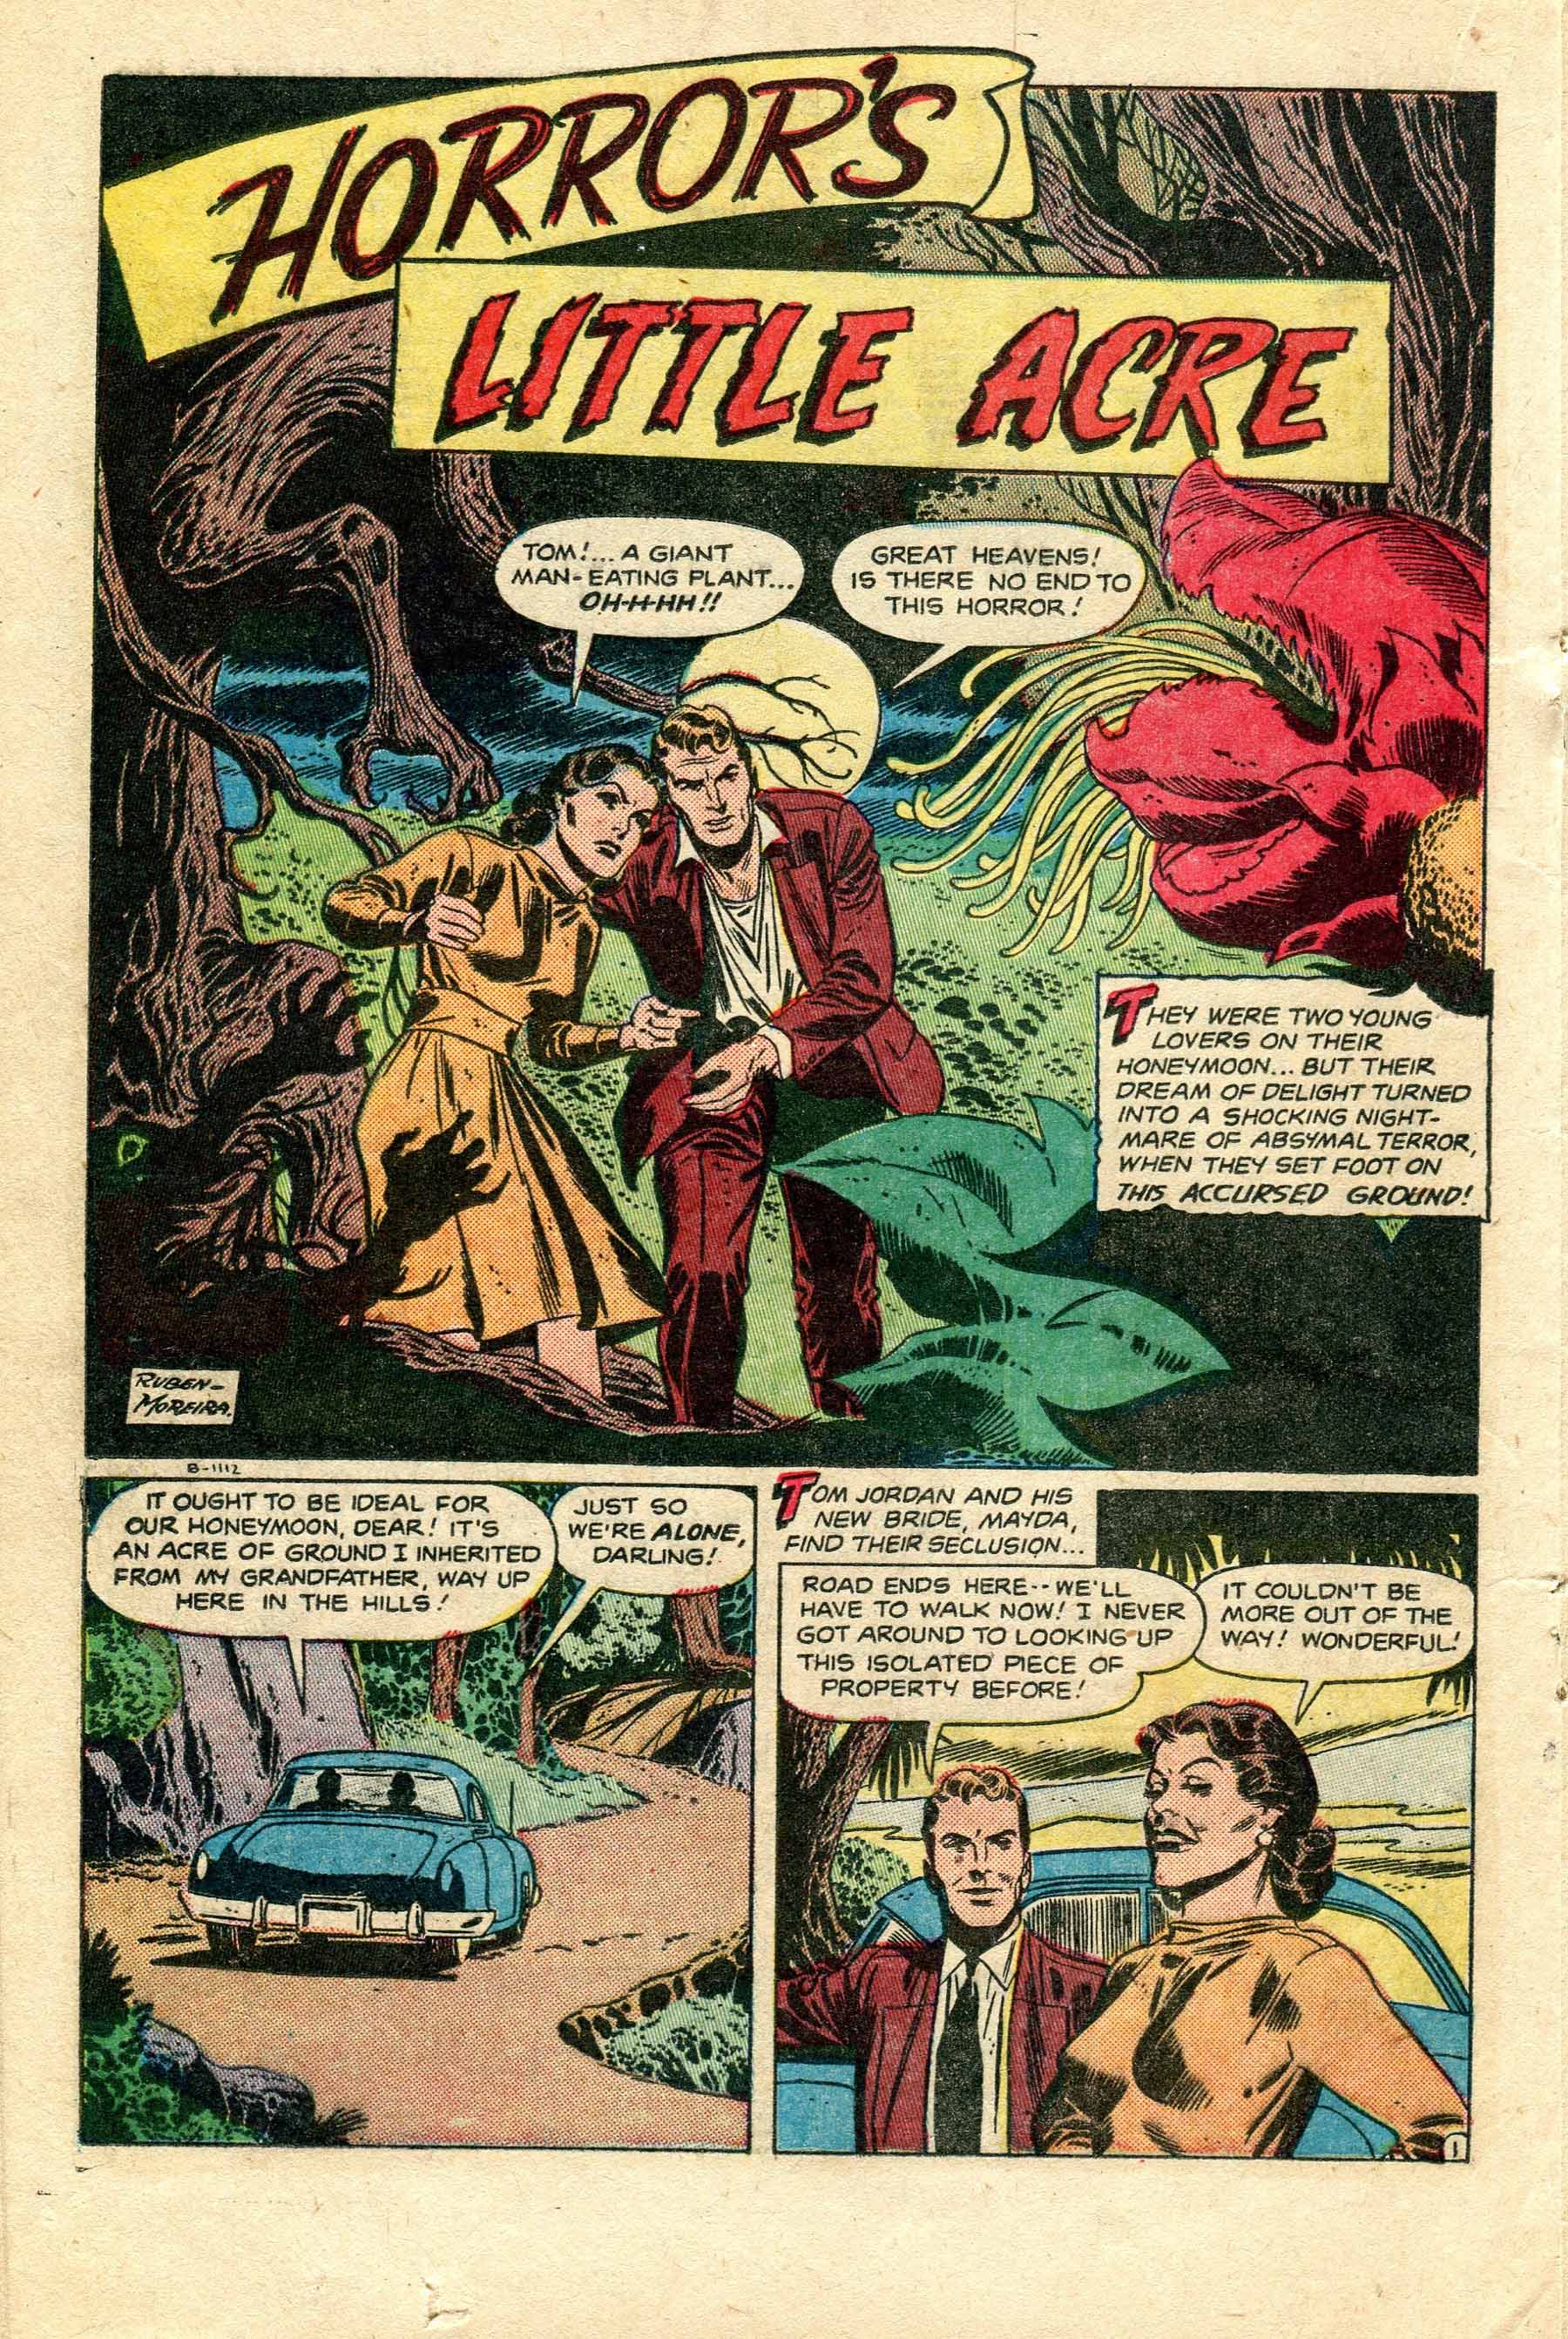 HORROR'S
LITTLE ACRE
TOM!... A GIANT
MAN-EATING PLANT...
OH-H-HH!!
GREAT HEAVENS!
IS THERE NO END TO
THIS HORROR!
THEY WERE TWO YOUNG
LOVERS ON THEIR
HONEYMOON... BUT THEIR
DREAM OF DELIGHT TURNED
INTO A SHOCKING NIGHT-
MARE OF ABSYMAL TERROR,
WHEN THEY SET FOOT ON
THIS ACCURSED GROUND!
RUBEN-
MOREIRA.
B-1112
IT OUGHT TO BE IDEAL FOR
OUR HONEYMOON, DEAR! IT'S
AN ACRE OF GROUND I INHERITED
FROM MY GRANDFATHER, WAY UP
HERE IN THE HILLS!
JUST SO
WE'RE ALONE,
DARLING!
TOM JORDAN AND HIS
NEW BRIDE, MAYDA,
FIND THEIR SECLUSION...
ROAD ENDS HERE--WE'LL
HAVE TO WALK NOW! I NEVER
GOT AROUND TO LOOKING UP
THIS ISOLATED PIECE OF
PROPERTY BEFORE!
IT COULDN'T BE
MORE OUT OF THE
WAY! WONDERFUL!
1